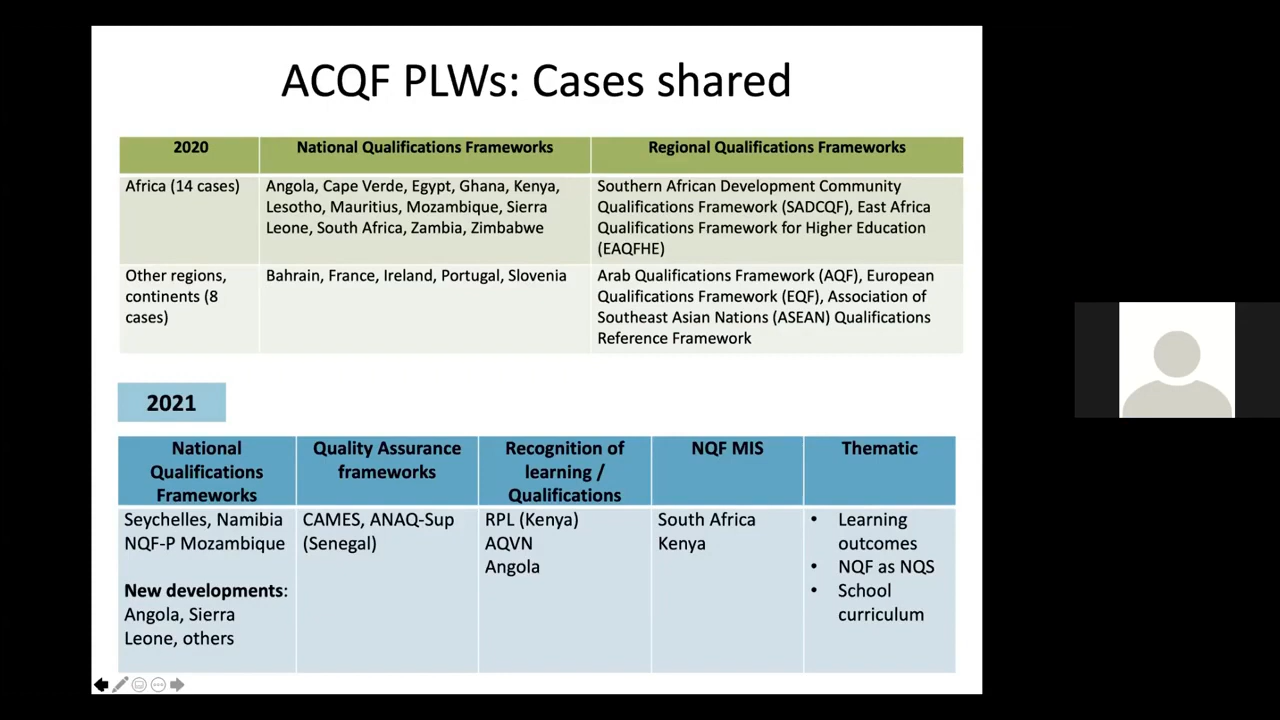 ACQF PLWs: Cases shared
2020
National Qualifications Frameworks
Regional Qualifications Frameworks
Africa (14 cases)
Angola, Cape Verde, Egypt, Ghana, Kenya,
Lesotho, Mauritius, Mozambique, Sierra
Leone, South Africa, Zambia, Zimbabwe
Southern African Development Community
Qualifications Framework (SADCQF), East Africa
Qualifications Framework for Higher Education
(EAQFHE)
Other regions,
continents (8
cases)
Bahrain, France, Ireland, Portugal, Slovenia
Arab Qualifications Framework (AQF), European
Qualifications Framework (EQF), Association of
Southeast Asian Nations (ASEAN) Qualifications
Reference Framework
2021
National
Qualifications
Frameworks
Quality Assurance
frameworks
Recognition of
learning /
Qualifications
NQF MIS
Thematic
Seychelles, Namibia
NQF-P Mozambique
New developments:
Angola, Sierra
Leone, others
CAMES, ANAQ-Sup
(Senegal)
RPL (Kenya)
AQVN
Angola
South Africa
Kenya
• Learning
outcomes
• NQF as NQS
• School
curriculum